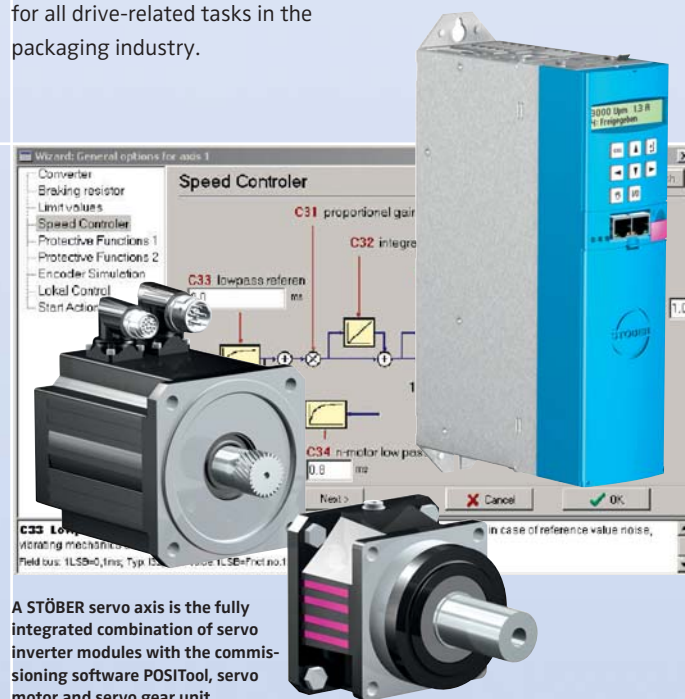 for all drive-related tasks in the
packaging industry.
3000 Upm 1.3 A
Freigegeben
Wizard: General options for axis 1
Converter
Braking resistor
Limit values
Speed Controler
Protective Functions 1
Protective Functions 2
Encoder Simulation
Lokal Control
Start Action
Speed Controler
C31 proportional gain
C32 integra
C33 lowpass referen
ms
1.0
C34 n-motor low pas
0.8 ms
Next >
Cancel
OK
C33
in case of reference value noise,
vibrating mechanics
Field bus: 1LSB=0,1ms; Typ:
STÖBER
A STÖBER servo axis is the fully
integrated combination of servo
inverter modules with the commis-
sioning software POSITool, servo
motor and servo gear unit